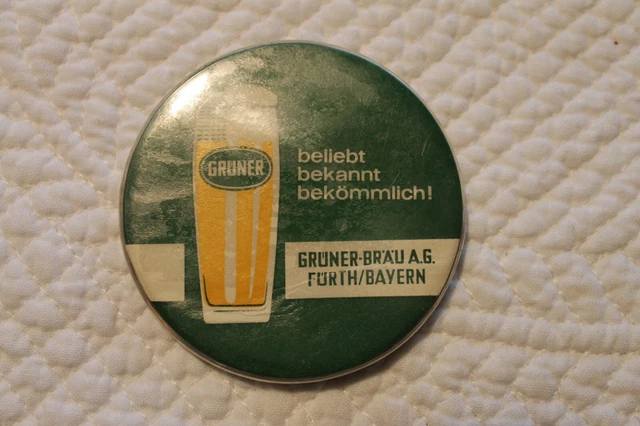 GRÜNER
beliebt
bekannt
bekömmlich!
GRÜNER-BRÄU A.G.
FÜRTH/BAYERN